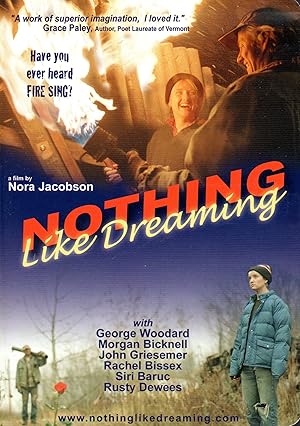 "A work of superior imagination, I loved it."
Grace Paley, Author, Poet Laureate of Vermont
Have you
ever heard
FIRE SING?
a film by
Nora Jacobson
NOTHING
Like Dreaming
with
George Woodard
Morgan Bicknell
John Griesemer
Rachel Bissex
Siri Baruc
Rusty Dewees
www.nothinglikedreaming.com